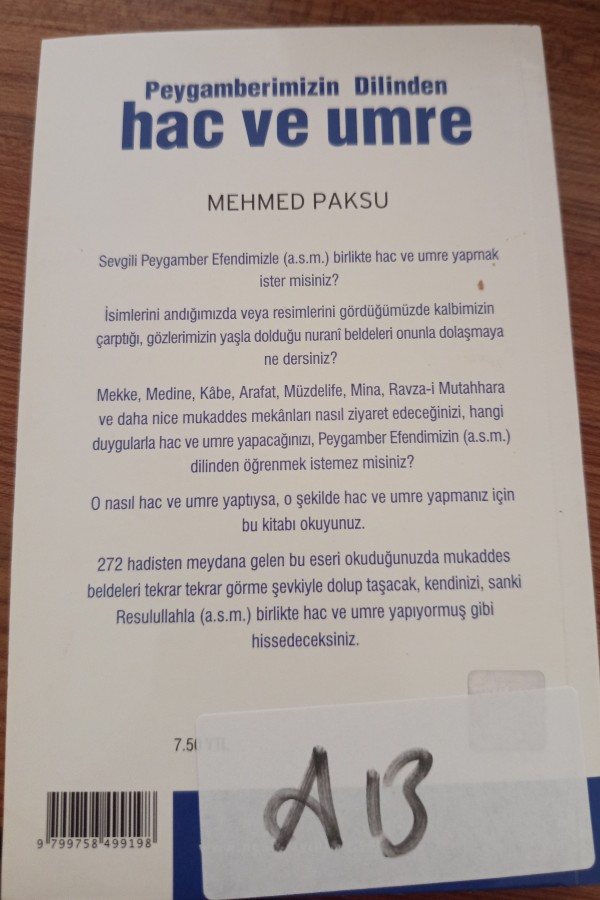 Peygamberimizin Dilinden
hac ve umre
MEHMED PAKSU
Sevgili Peygamber Efendimizle (a.s.m.) birlikte hac ve umre yapmak
ister misiniz?
İsimlerini andığımızda veya resimlerini gördüğümüzde kalbimizin
çarptığı, gözlerimizin yaşla dolduğu nuranî beldeleri onunla dolaşmaya
ne dersiniz?
Mekke, Medine, Kâbe, Arafat, Müzdelife, Mina, Ravza-i Mutahhara
ve daha nice mukaddes mekânları nasıl ziyaret edeceğinizi, hangi
duygularla hac ve umre yapacağınızı, Peygamber Efendimizin (a.s.m.)
dilinden öğrenmek istemez misiniz?
O nasıl hac ve umre yaptıysa, o şekilde hac ve umre yapmanız için
bu kitabı okuyunuz.
272 hadisten meydana gelen bu eseri okuduğunuzda mukaddes
beldeleri tekrar tekrar görme şevkiyle dolup taşacak, kendinizi, sanki
Resulullahla (a.s.m.) birlikte hac ve umre yapıyormuş gibi
hissedeceksiniz.
7.50 YTL
AB
9 799758 499198